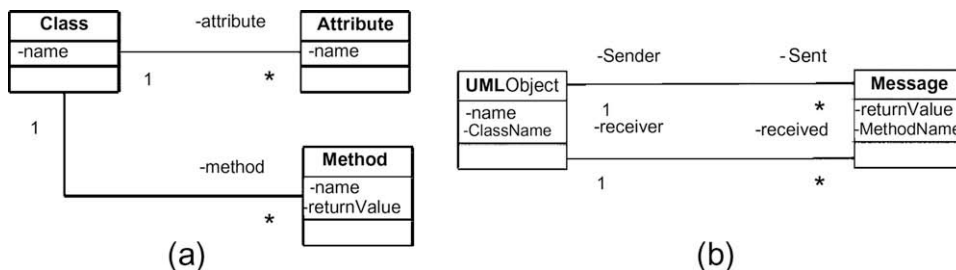 Class
-name
-attribute
1
*
Attribute
-name
1
-method
*
Method
-name
-returnValue
(a)
UMLObject
-name
-ClassName
-Sender
-Sent
1
*
-receiver
-received
1
*
Message
-returnValue
-MethodName
(b)